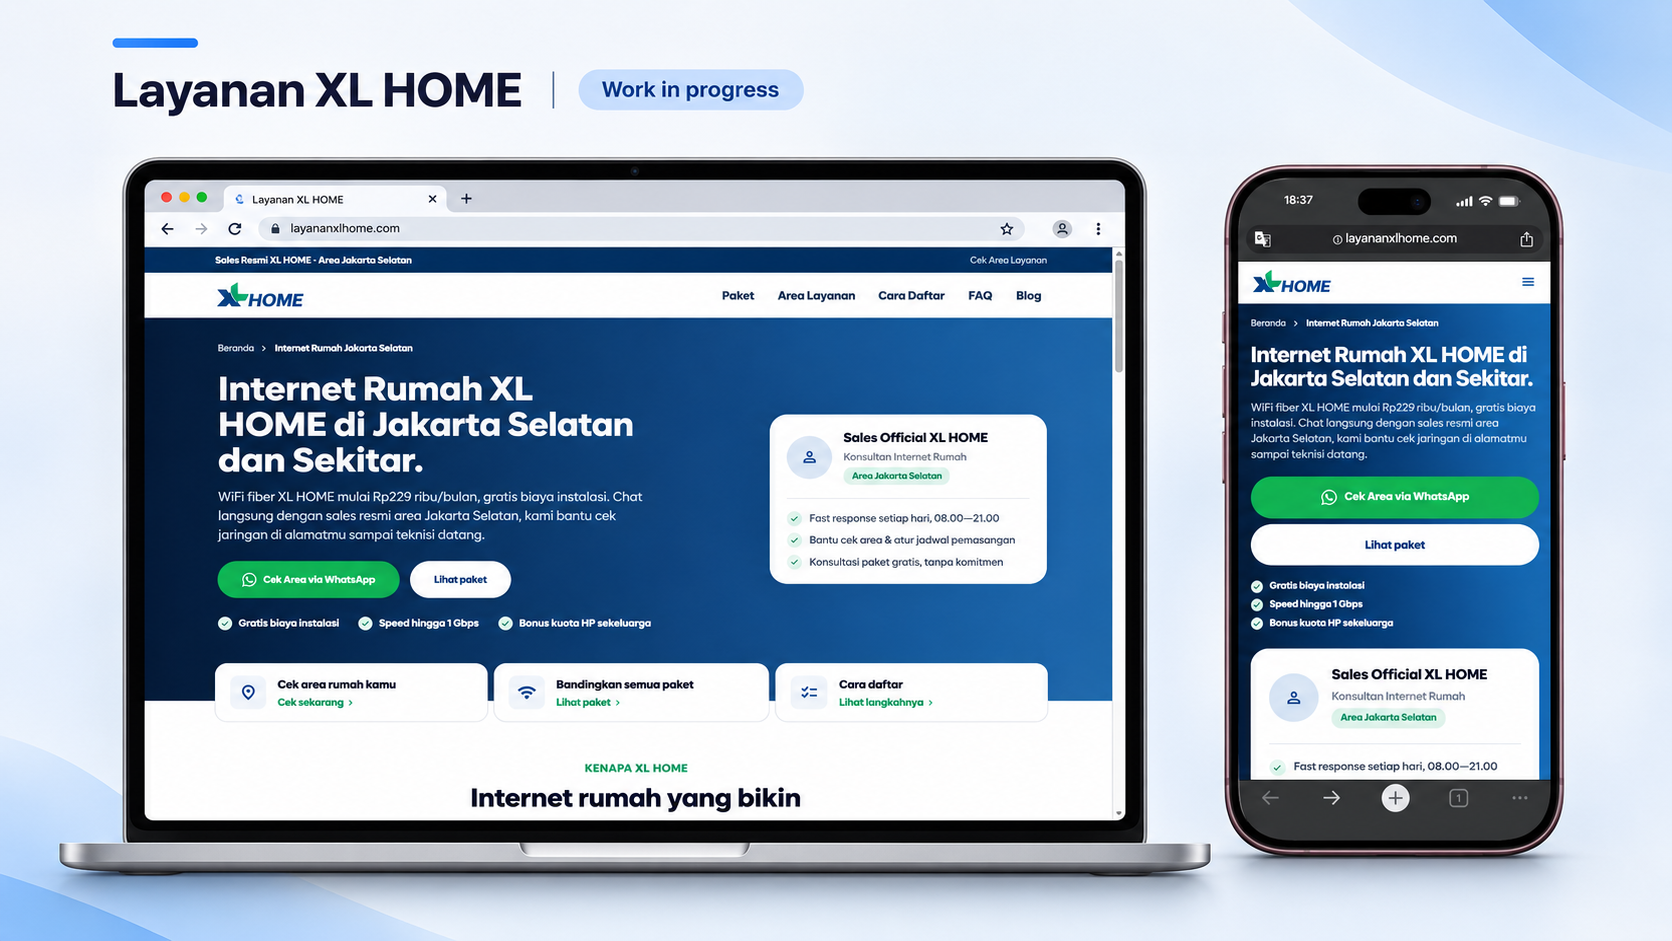 Layanan XL HOME
Work in progress
Layanan XL HOME
layananxlhome.com
Sales Resmi XL HOME - Area Jakarta Selatan
Cek Area Layanan
XL HOME
Paket
Area Layanan
Cara Daftar
FAQ
Blog
Beranda > Internet Rumah Jakarta Selatan
Internet Rumah XL
HOME di Jakarta Selatan
dan Sekitar.
WiFi fiber XL HOME mulai Rp229 ribu/bulan, gratis biaya instalasi. Chat
langsung dengan sales resmi area Jakarta Selatan, kami bantu cek
jaringan di alamatmu sampai teknisi datang.
Cek Area via WhatsApp
Lihat paket
Gratis biaya instalasi
Speed hingga 1 Gbps
Bonus kuota HP sekeluarga
Sales Official XL HOME
Konsultan Internet Rumah
Area Jakarta Selatan
Fast response setiap hari, 08.00—21.00
Bantu cek area & atur jadwal pemasangan
Konsultasi paket gratis, tanpa komitmen
Cek area rumah kamu
Cek sekarang >
Bandingkan semua paket
Lihat paket >
Cara daftar
Lihat langkahnya >
KENAPA XL HOME
Internet rumah yang bikin
18:37
layananxlhome.com
XL HOME
Beranda > Internet Rumah Jakarta Selatan
Internet Rumah XL HOME di
Jakarta Selatan dan Sekitar.
WiFi fiber XL HOME mulai Rp229 ribu/bulan, gratis biaya
instalasi. Chat langsung dengan sales resmi area
Jakarta Selatan, kami bantu cek jaringan di alamatmu
sampai teknisi datang.
Cek Area via WhatsApp
Lihat paket
Gratis biaya instalasi
Speed hingga 1 Gbps
Bonus kuota HP sekeluarga
Sales Official XL HOME
Konsultan Internet Rumah
Area Jakarta Selatan
Fast response setiap hari, 08.00—21.00
1